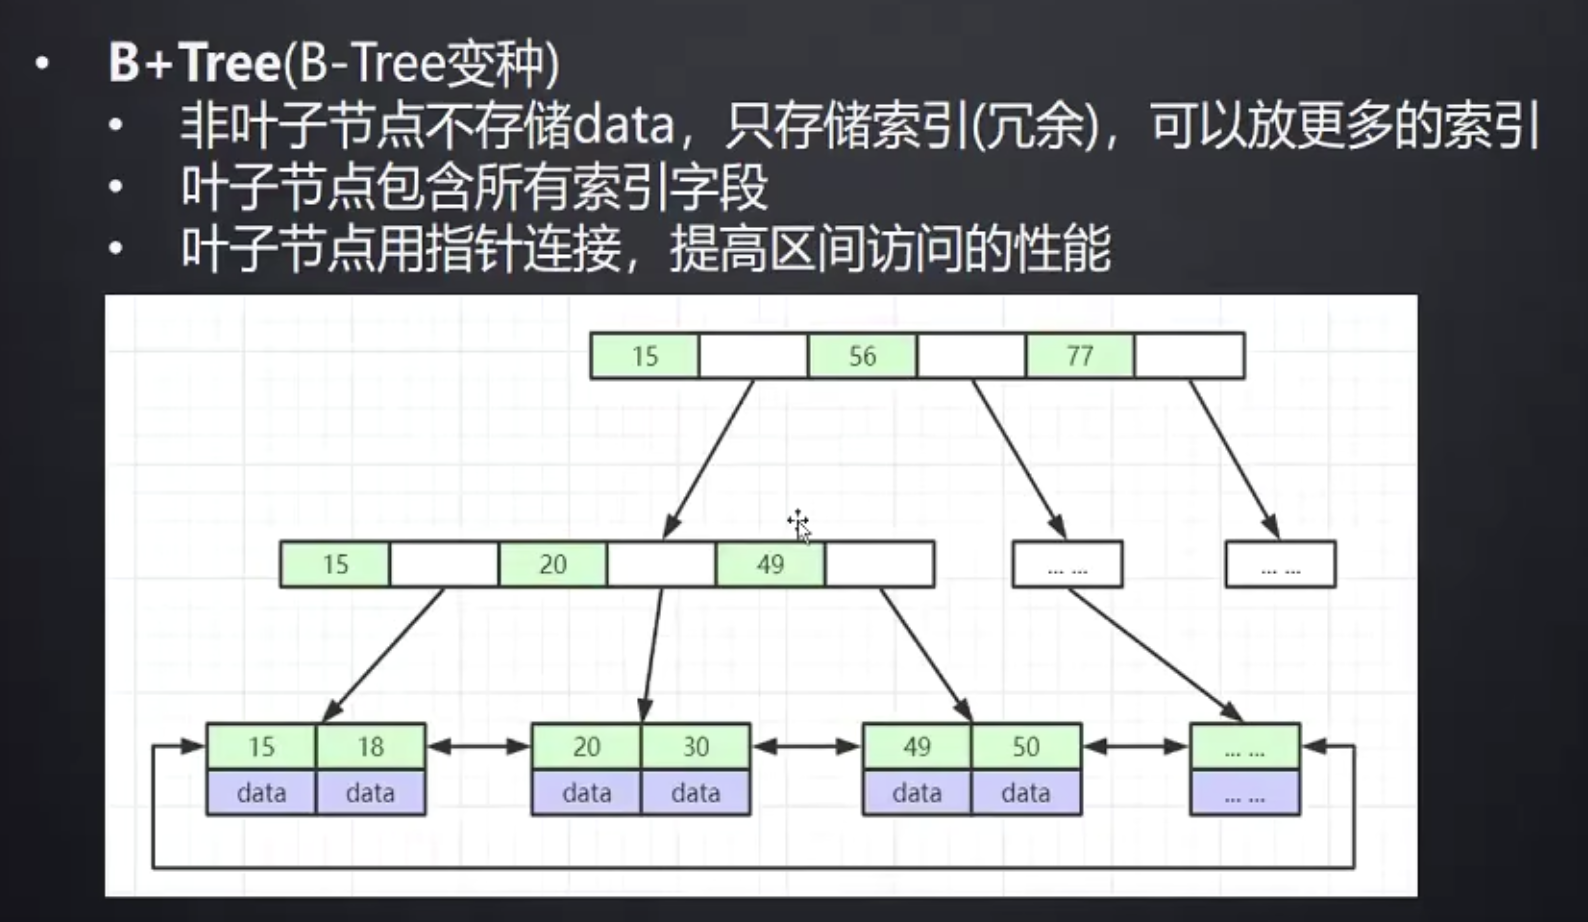 • B+Tree(B-Tree变种)
• 非叶子节点不存储data，只存储索引(冗余)，可以放更多的索引
• 叶子节点包含所有索引字段
• 叶子节点用指针连接，提高区间访问的性能
15 56 77
15 20 49 ... ... ... ...
15 18 20 30 49 50 ... ...
data data data data data data ... ...